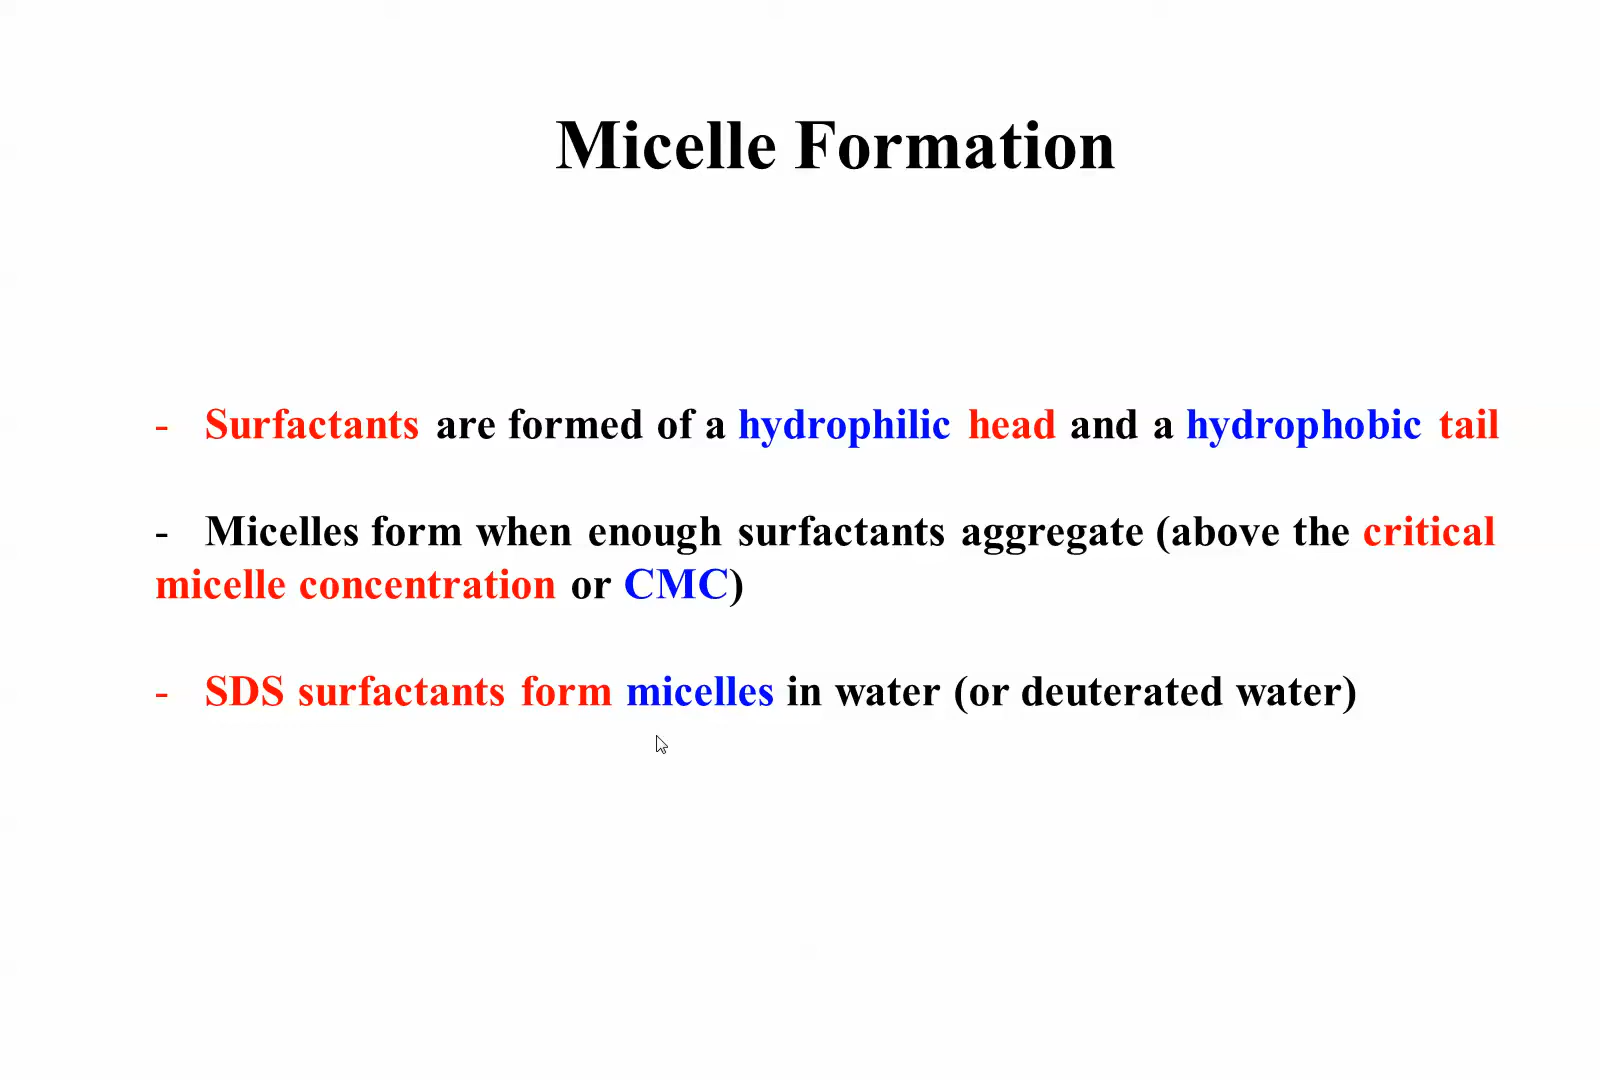 Micelle Formation
- Surfactants are formed of a hydrophilic head and a hydrophobic tail
- Micelles form when enough surfactants aggregate (above the critical
micelle concentration or CMC)
- SDS surfactants form micelles in water (or deuterated water)